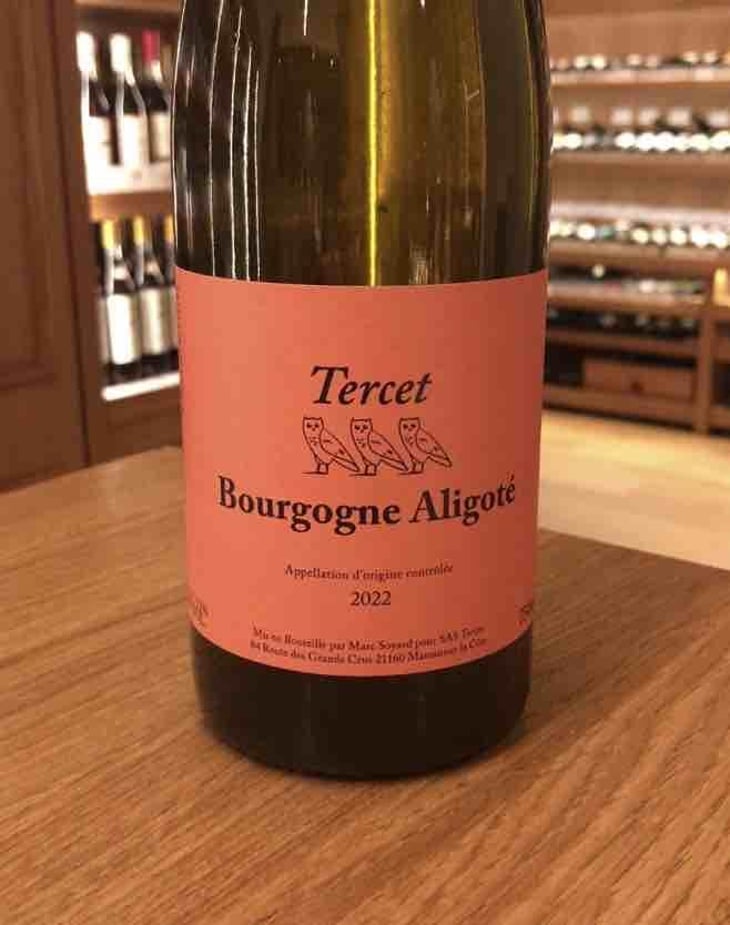 Tercet
Bourgogne Aligoté
Appellation d'origine contrôlée
2022
Mis en Bouteille par Marc Soyard pour SAS Tercet
Route des Grands Crus 21160 Marsannay la Côte